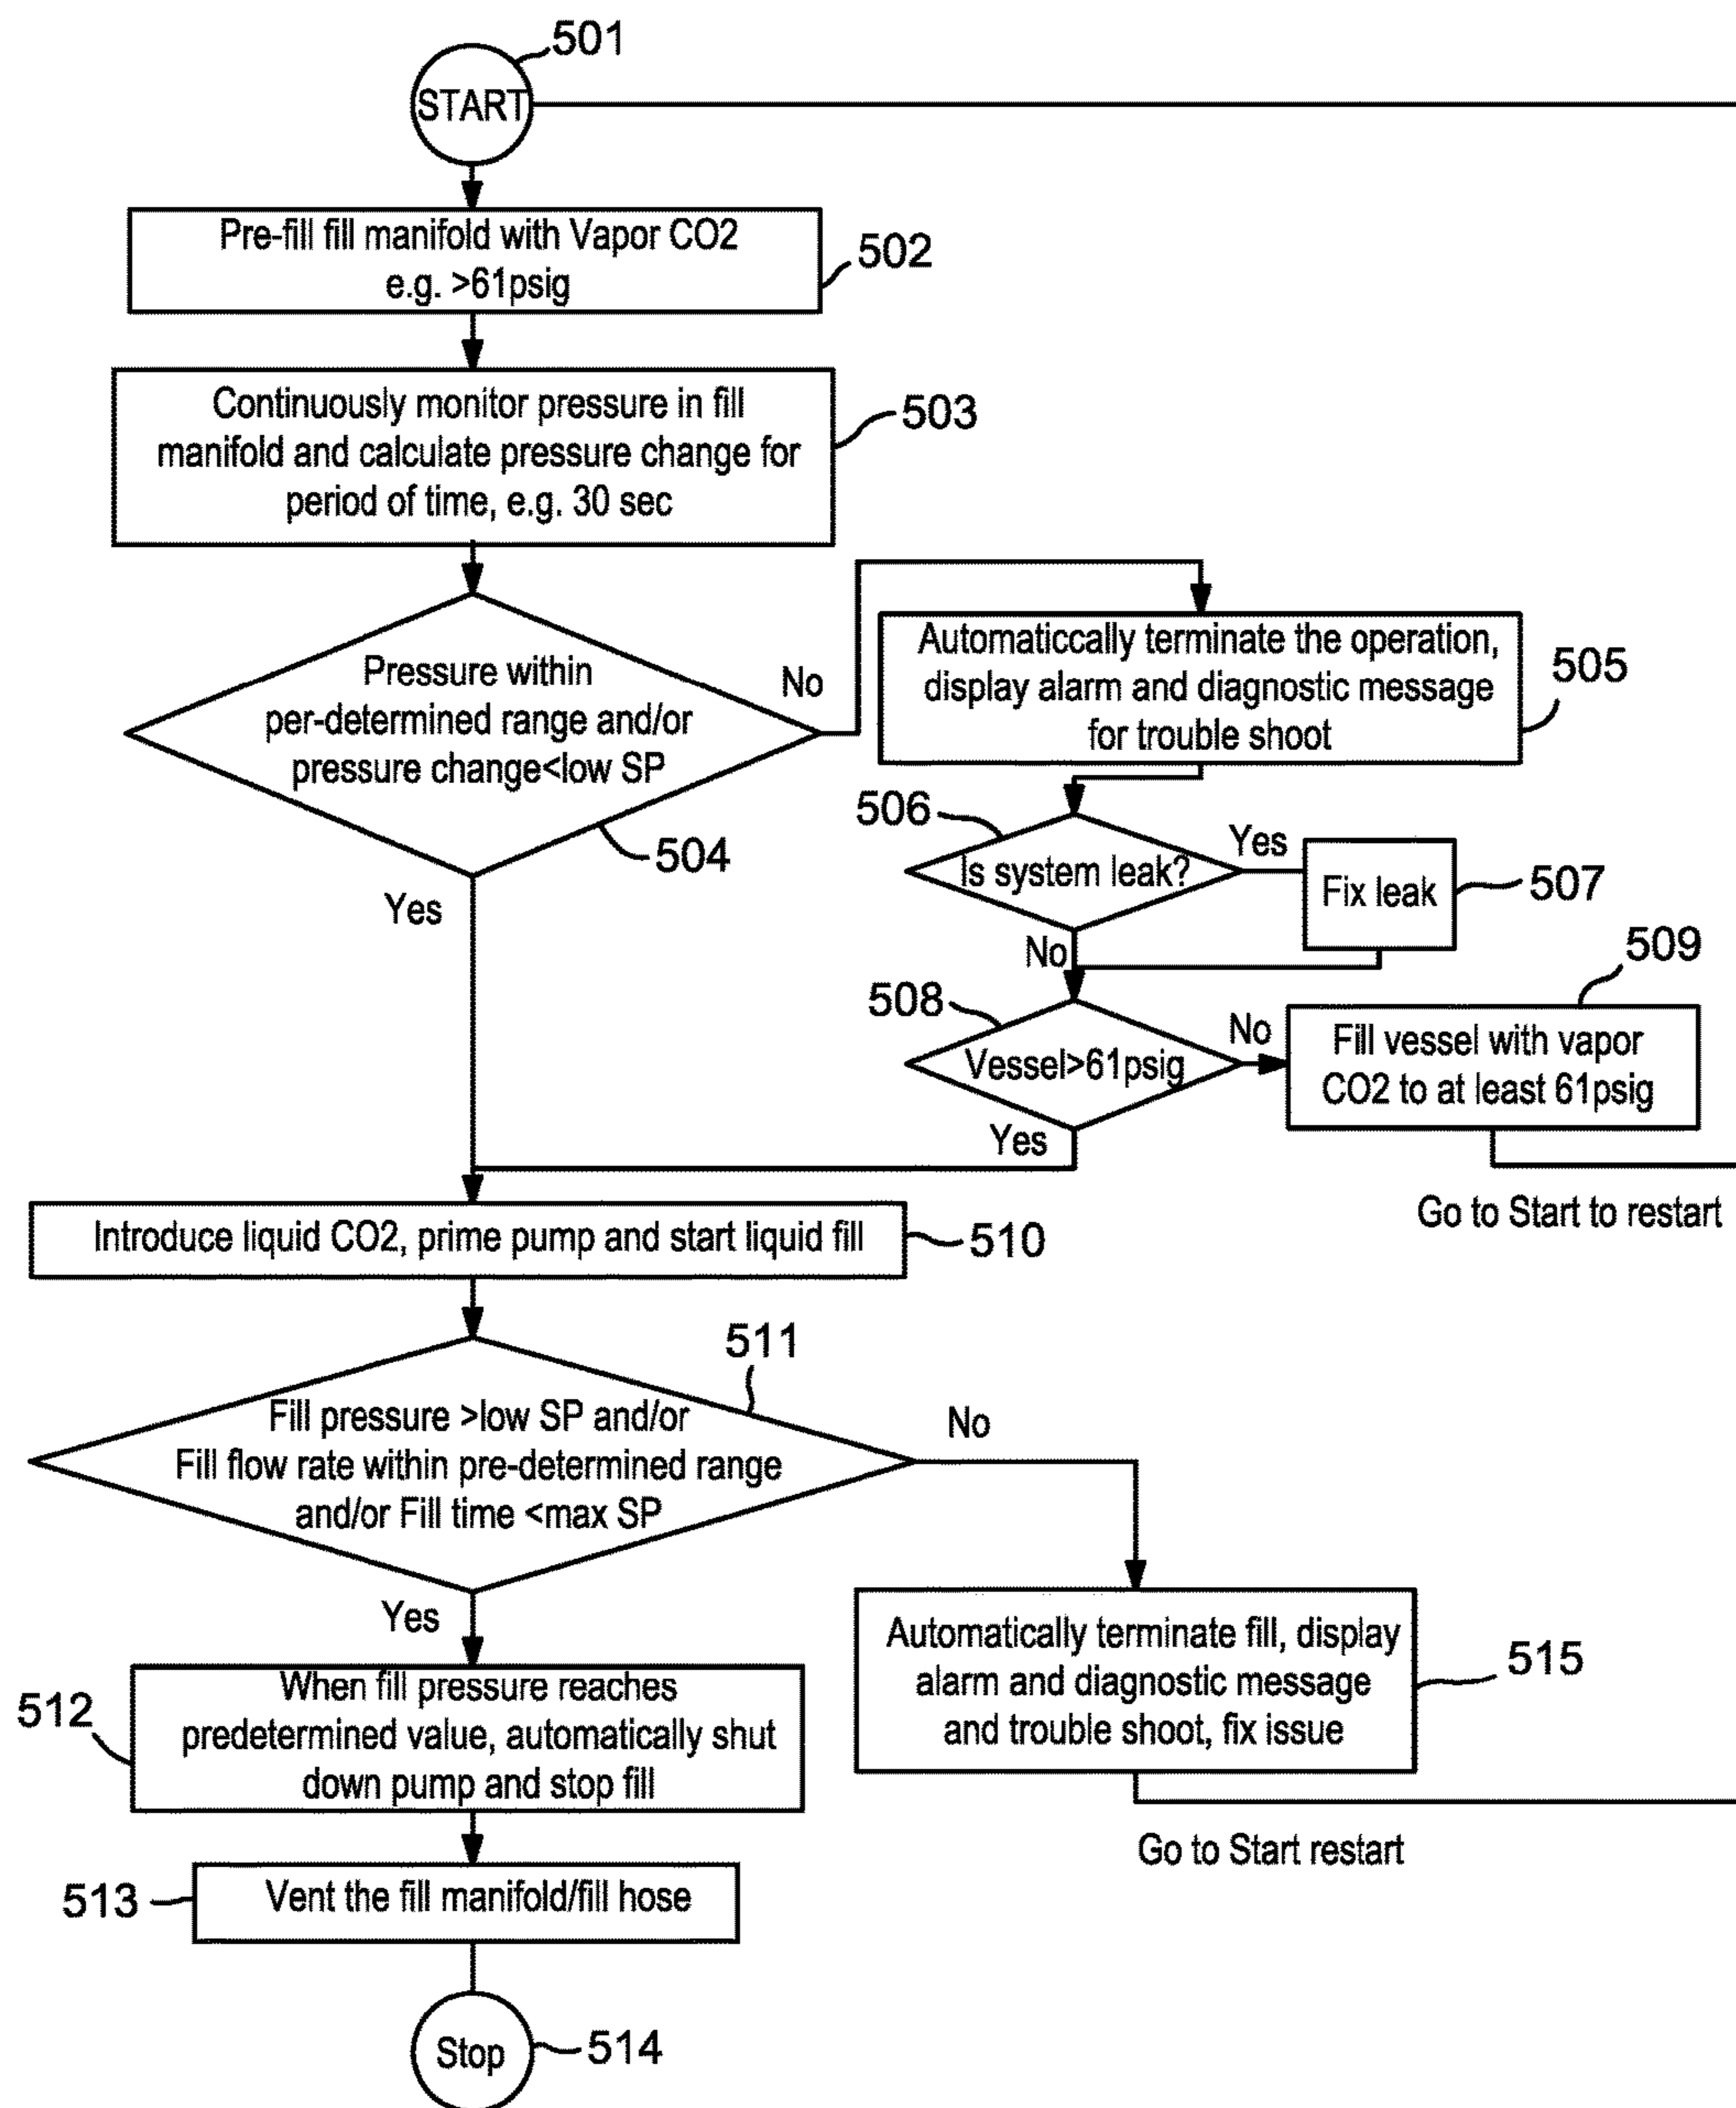 501
START
Pre-fill fill manifold with Vapor CO2
e.g. >61psig
502
Continuously monitor pressure in fill
manifold and calculate pressure change for
period of time, e.g. 30 sec
503
Pressure within
per-determined range and/or
pressure change<low SP
504
No
Yes
Automaticcally terminate the operation,
display alarm and diagnostic message
for trouble shoot
505
506
Is system leak?
Yes
Fix leak
507
No
508
Vessel>61psig
No
509
Fill vessel with vapor
CO2 to at least 61psig
Yes
Go to Start to restart
Introduce liquid CO2, prime pump and start liquid fill
510
511
Fill pressure >low SP and/or
Fill flow rate within pre-determined range
and/or Fill time <max SP
No
Yes
512
When fill pressure reaches
predetermined value, automatically shut
down pump and stop fill
Automatically terminate fill, display
alarm and diagnostic message
and trouble shoot, fix issue
515
Go to Start restart
513
Vent the fill manifold/fill hose
Stop
514